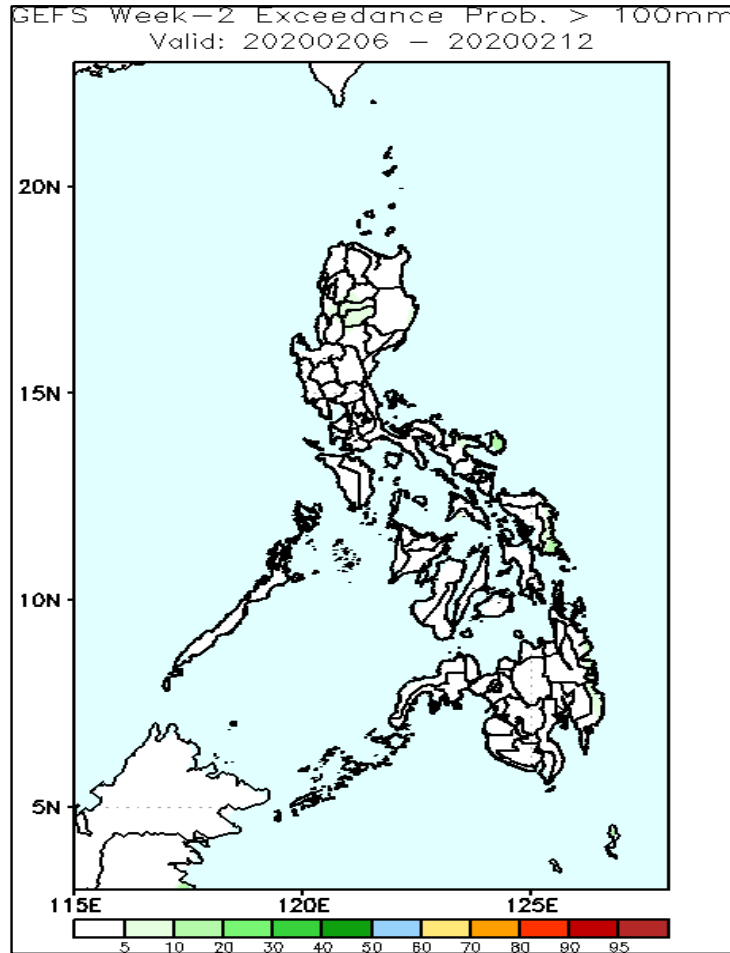 GEFS Week-2 Exceedance Prob. > 100mm
Valid: 20200206 - 20200212
20N
15N
10N
5N
115E 120E 125E
5 10 20 30 40 50 60 70 80 90 95